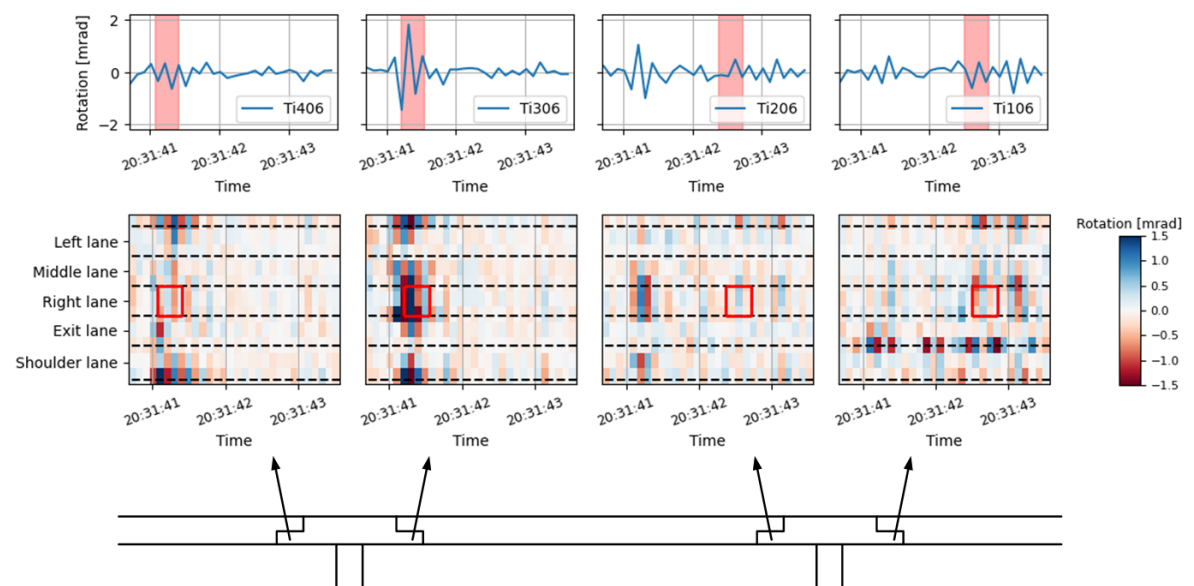 Rotation [mrad]
2
0
−2
Ti406
Ti306
Ti206
Ti106
20:31:41 20:31:42 20:31:43
20:31:41 20:31:42 20:31:43
20:31:41 20:31:42 20:31:43
20:31:41 20:31:42 20:31:43
Time Time Time Time
Left lane
Middle lane
Right lane
Exit lane
Shoulder lane
Rotation [mrad]
1.5
1.0
0.5
0.0
−0.5
−1.0
−1.5
20:31:41 20:31:42 20:31:43
20:31:41 20:31:42 20:31:43
20:31:41 20:31:42 20:31:43
20:31:41 20:31:42 20:31:43
Time Time Time Time